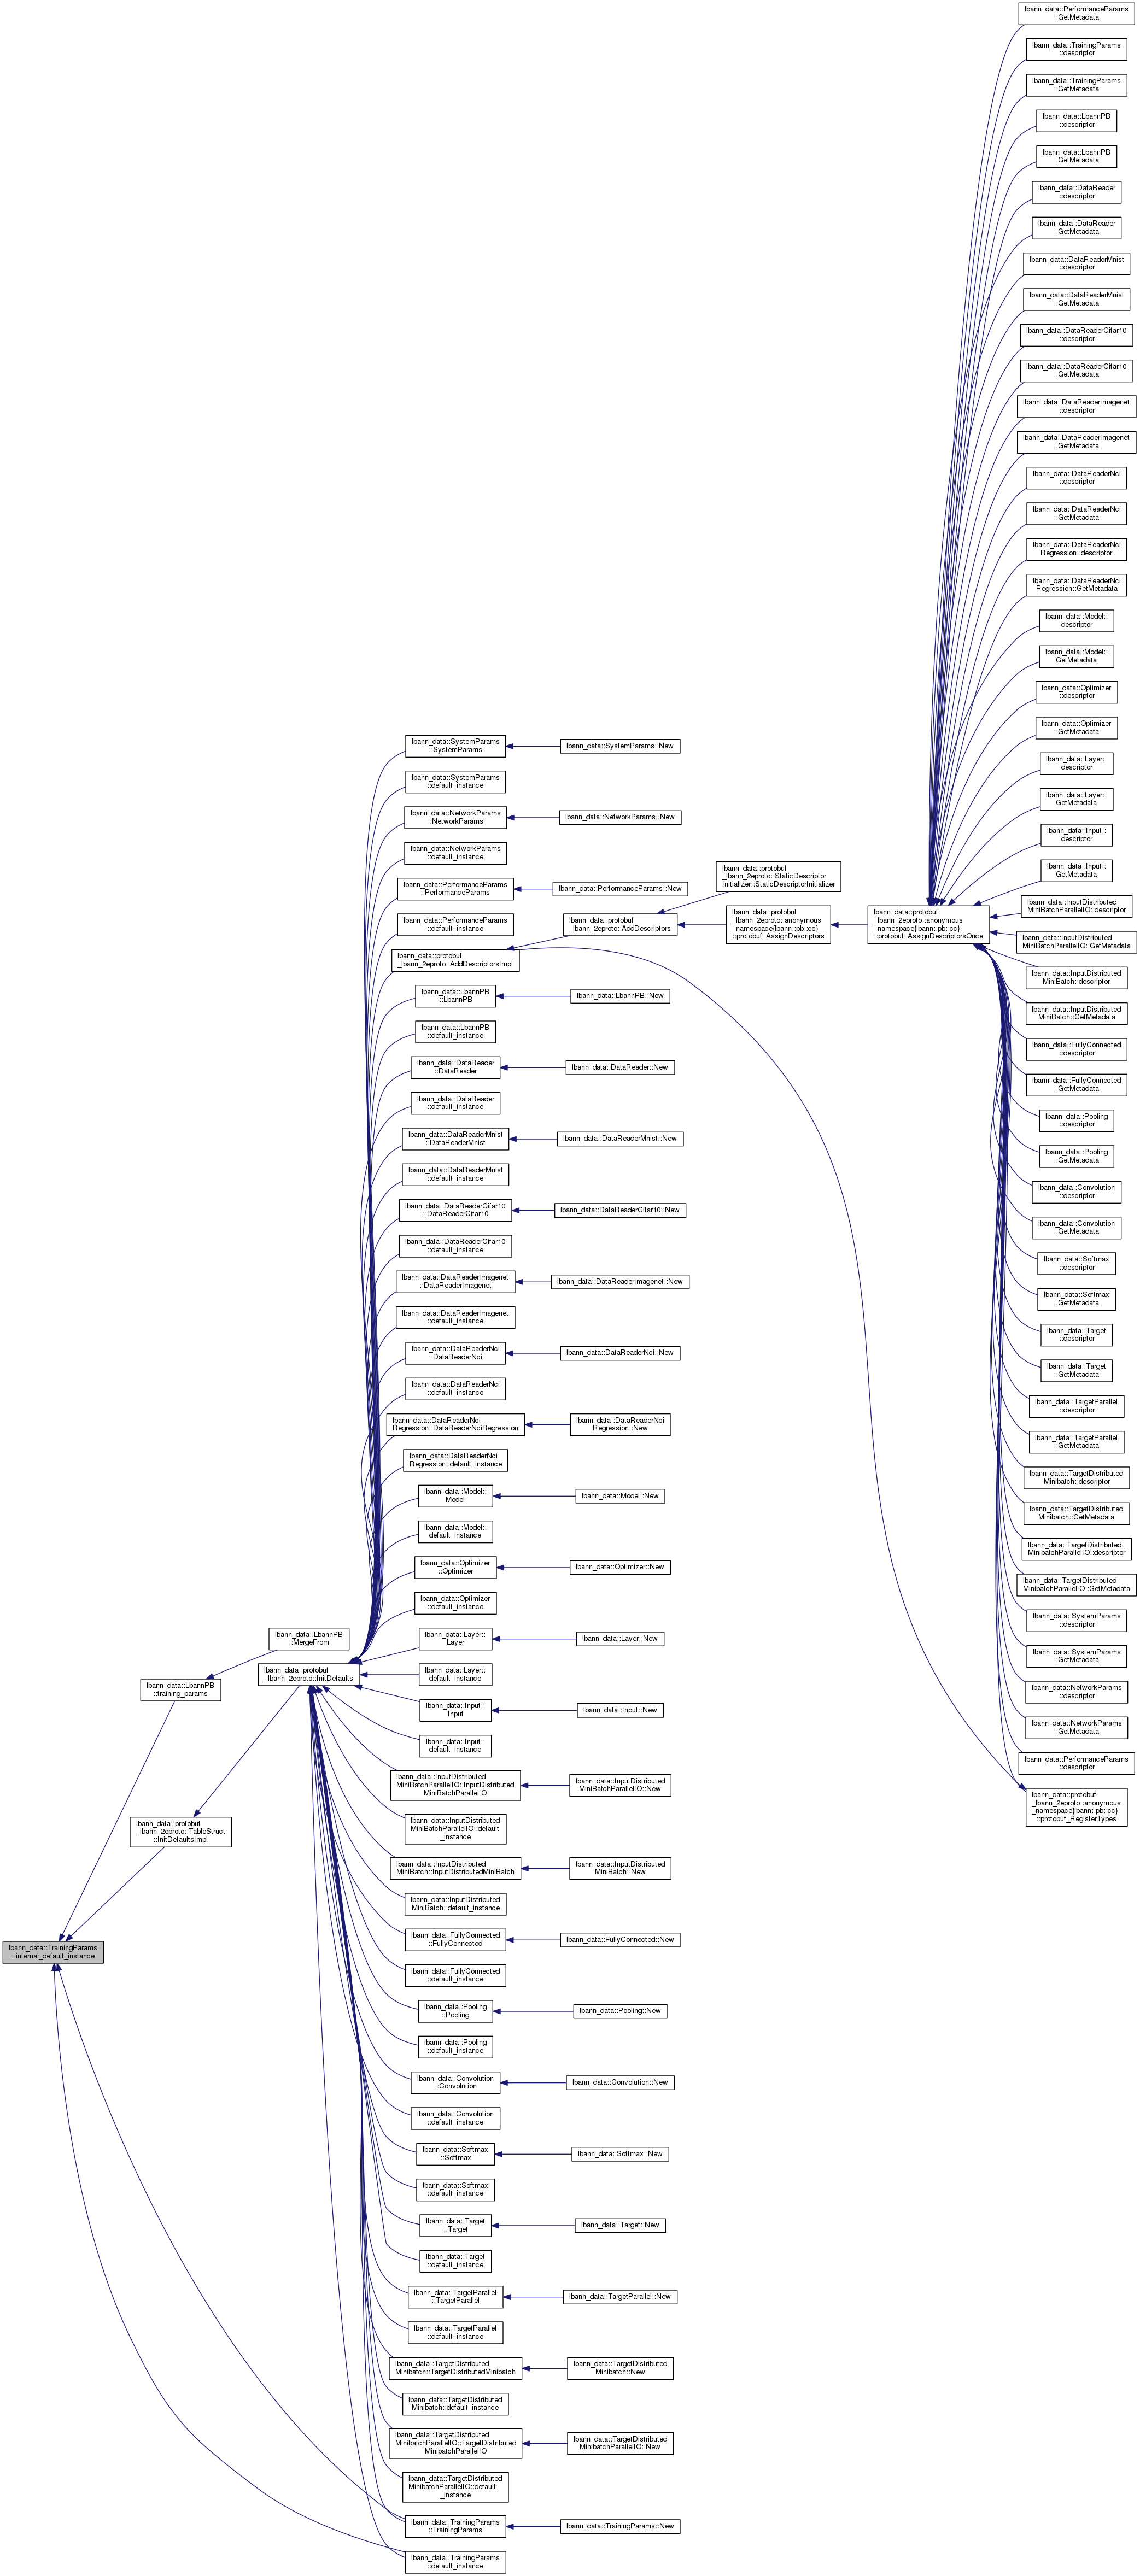 lbann_data::TrainingParams
::internal_default_instance
lbann_data::LbannPB
::training_params
lbann_data::protobuf
_lbann_2eproto::TableStruct
::InitDefaultsImpl
lbann_data::LbannPB
::MergeFrom
lbann_data::protobuf
_lbann_2eproto::InitDefaults
lbann_data::SystemParams
::SystemParams
lbann_data::SystemParams
::default_instance
lbann_data::NetworkParams
::NetworkParams
lbann_data::NetworkParams
::default_instance
lbann_data::PerformanceParams
::PerformanceParams
lbann_data::PerformanceParams
::default_instance
lbann_data::protobuf
_lbann_2eproto::AddDescriptorsImpl
lbann_data::LbannPB
::LbannPB
lbann_data::LbannPB
::default_instance
lbann_data::DataReader
::DataReader
lbann_data::DataReader
::default_instance
lbann_data::DataReaderMnist
::DataReaderMnist
lbann_data::DataReaderMnist
::default_instance
lbann_data::DataReaderCifar10
::DataReaderCifar10
lbann_data::DataReaderCifar10
::default_instance
lbann_data::DataReaderImagenet
::DataReaderImagenet
lbann_data::DataReaderImagenet
::default_instance
lbann_data::DataReaderNci
::DataReaderNci
lbann_data::DataReaderNci
::default_instance
lbann_data::DataReaderNci
Regression::DataReaderNciRegression
lbann_data::DataReaderNci
Regression::default_instance
lbann_data::Model::
Model
lbann_data::Model::
default_instance
lbann_data::Optimizer
::Optimizer
lbann_data::Optimizer
::default_instance
lbann_data::Layer::
Layer
lbann_data::Layer::
default_instance
lbann_data::Input::
Input
lbann_data::Input::
default_instance
lbann_data::InputDistributed
MiniBatchParallelIO::InputDistributed
MiniBatchParallelIO
lbann_data::InputDistributed
MiniBatchParallelIO::default
_instance
lbann_data::InputDistributed
MiniBatch::InputDistributedMiniBatch
lbann_data::InputDistributed
MiniBatch::default_instance
lbann_data::FullyConnected
::FullyConnected
lbann_data::FullyConnected
::default_instance
lbann_data::Pooling
::Pooling
lbann_data::Pooling
::default_instance
lbann_data::Convolution
::Convolution
lbann_data::Convolution
::default_instance
lbann_data::Softmax
::Softmax
lbann_data::Softmax
::default_instance
lbann_data::Target
::Target
lbann_data::Target
::default_instance
lbann_data::TargetParallel
::TargetParallel
lbann_data::TargetParallel
::default_instance
lbann_data::TargetDistributed
Minibatch::TargetDistributedMinibatch
lbann_data::TargetDistributed
Minibatch::default_instance
lbann_data::TargetDistributed
MinibatchParallelIO::TargetDistributed
MinibatchParallelIO
lbann_data::TargetDistributed
MinibatchParallelIO::default
_instance
lbann_data::TrainingParams
::TrainingParams
lbann_data::TrainingParams
::default_instance
lbann_data::SystemParams::New
lbann_data::NetworkParams::New
lbann_data::PerformanceParams::New
lbann_data::protobuf
_lbann_2eproto::AddDescriptors
lbann_data::LbannPB::New
lbann_data::DataReader::New
lbann_data::DataReaderMnist::New
lbann_data::DataReaderCifar10::New
lbann_data::DataReaderImagenet::New
lbann_data::DataReaderNci::New
lbann_data::DataReaderNci
Regression::New
lbann_data::Model::New
lbann_data::Optimizer::New
lbann_data::Layer::New
lbann_data::Input::New
lbann_data::InputDistributed
MiniBatchParallelIO::New
lbann_data::InputDistributed
MiniBatch::New
lbann_data::FullyConnected::New
lbann_data::Pooling::New
lbann_data::Convolution::New
lbann_data::Softmax::New
lbann_data::Target::New
lbann_data::TargetParallel::New
lbann_data::TargetDistributed
Minibatch::New
lbann_data::TargetDistributed
MinibatchParallelIO::New
lbann_data::TrainingParams::New
lbann_data::protobuf
_lbann_2eproto::StaticDescriptor
Initializer::StaticDescriptorInitializer
lbann_data::protobuf
_lbann_2eproto::anonymous
_namespace{lbann::pb::cc}
::protobuf_AssignDescriptors
lbann_data::protobuf
_lbann_2eproto::anonymous
_namespace{lbann::pb::cc}
::protobuf_AssignDescriptorsOnce
lbann_data::PerformanceParams
::GetMetadata
lbann_data::TrainingParams
::descriptor
lbann_data::TrainingParams
::GetMetadata
lbann_data::LbannPB
::descriptor
lbann_data::LbannPB
::GetMetadata
lbann_data::DataReader
::descriptor
lbann_data::DataReader
::GetMetadata
lbann_data::DataReaderMnist
::descriptor
lbann_data::DataReaderMnist
::GetMetadata
lbann_data::DataReaderCifar10
::descriptor
lbann_data::DataReaderCifar10
::GetMetadata
lbann_data::DataReaderImagenet
::descriptor
lbann_data::DataReaderImagenet
::GetMetadata
lbann_data::DataReaderNci
::descriptor
lbann_data::DataReaderNci
::GetMetadata
lbann_data::DataReaderNci
Regression::descriptor
lbann_data::DataReaderNci
Regression::GetMetadata
lbann_data::Model::
descriptor
lbann_data::Model::
GetMetadata
lbann_data::Optimizer
::descriptor
lbann_data::Optimizer
::GetMetadata
lbann_data::Layer::
descriptor
lbann_data::Layer::
GetMetadata
lbann_data::Input::
descriptor
lbann_data::Input::
GetMetadata
lbann_data::InputDistributed
MiniBatchParallelIO::descriptor
lbann_data::InputDistributed
MiniBatchParallelIO::GetMetadata
lbann_data::InputDistributed
MiniBatch::descriptor
lbann_data::InputDistributed
MiniBatch::GetMetadata
lbann_data::FullyConnected
::descriptor
lbann_data::FullyConnected
::GetMetadata
lbann_data::Pooling
::descriptor
lbann_data::Pooling
::GetMetadata
lbann_data::Convolution
::descriptor
lbann_data::Convolution
::GetMetadata
lbann_data::Softmax
::descriptor
lbann_data::Softmax
::GetMetadata
lbann_data::Target
::descriptor
lbann_data::Target
::GetMetadata
lbann_data::TargetParallel
::descriptor
lbann_data::TargetParallel
::GetMetadata
lbann_data::TargetDistributed
Minibatch::descriptor
lbann_data::TargetDistributed
Minibatch::GetMetadata
lbann_data::TargetDistributed
MinibatchParallelIO::descriptor
lbann_data::TargetDistributed
MinibatchParallelIO::GetMetadata
lbann_data::SystemParams
::descriptor
lbann_data::SystemParams
::GetMetadata
lbann_data::NetworkParams
::descriptor
lbann_data::NetworkParams
::GetMetadata
lbann_data::PerformanceParams
::descriptor
lbann_data::protobuf
_lbann_2eproto::anonymous
_namespace{lbann::pb::cc}
::protobuf_RegisterTypes